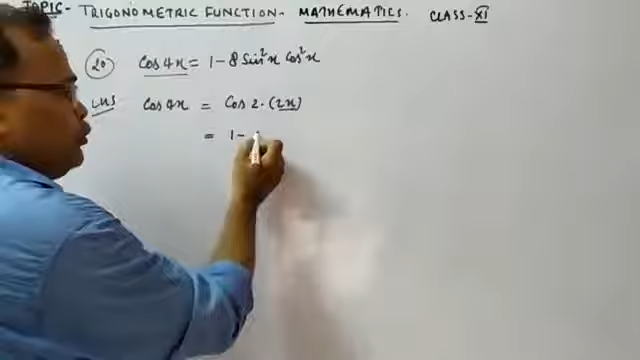 TOPIC- TRIGONOMETRIC FUNCTION- MATHEMATICS. CLASS-XI
20 Cos 4x = 1 - 8 Sin²x Cos²x
LHS Cos 4x = Cos 2. (2x)
= 1 -